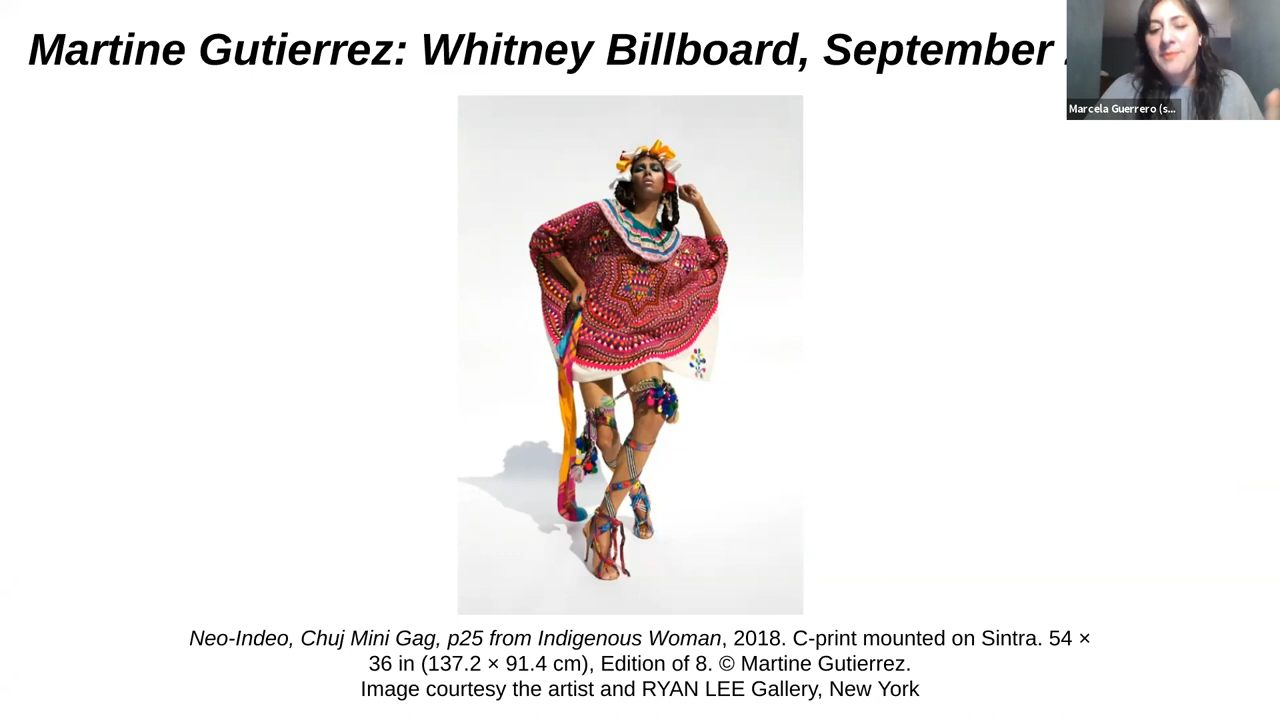 Martine Gutierrez: Whitney Billboard, September
Marcela Guerrero (s...
Neo-Indeo, Chuj Mini Gag, p25 from Indigenous Woman, 2018. C-print mounted on Sintra. 54 ×
36 in (137.2 × 91.4 cm), Edition of 8. © Martine Gutierrez.
Image courtesy the artist and RYAN LEE Gallery, New York